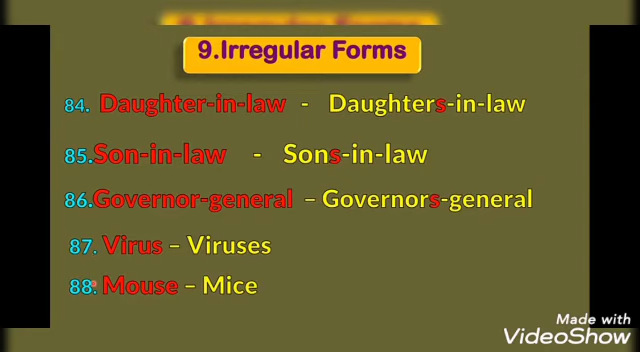 9.Irregular Forms
84. Daughter-in-law - Daughters-in-law
85.Son-in-law - Sons-in-law
86.Governor-general – Governors-general
87. Virus – Viruses
88. Mouse – Mice
Made with
VideoShow